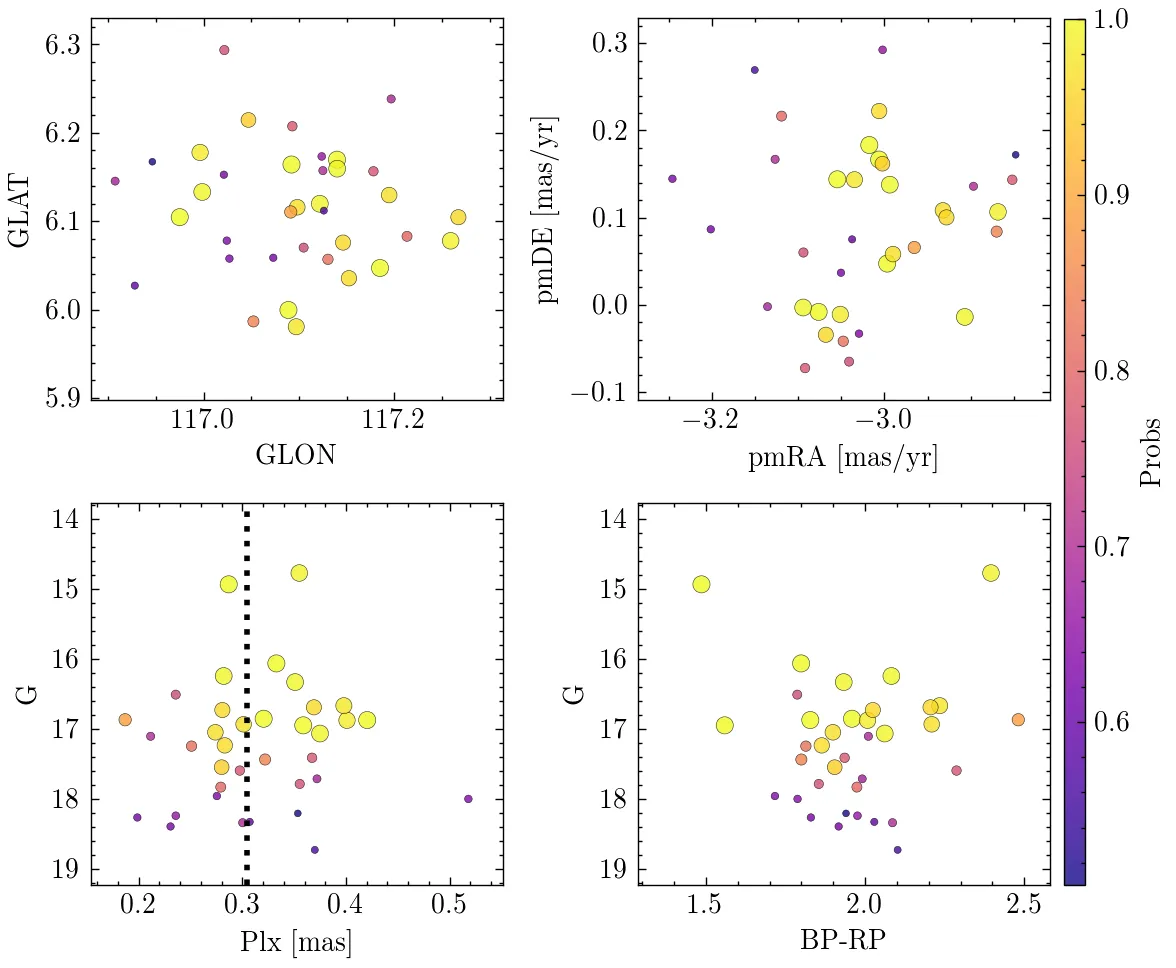 6.3
6.2
6.1
6.0
5.9
GLAT
117.0 117.2
GLON
0.3
0.2
0.1
0.0
−0.1
pmDE [mas/yr]
−3.2 −3.0
pmRA [mas/yr]
14
15
16
17
18
19
G
0.2 0.3 0.4 0.5
Plx [mas]
14
15
16
17
18
19
G
1.5 2.0 2.5
BP-RP
1.0
0.9
0.8
0.7
0.6
Probs